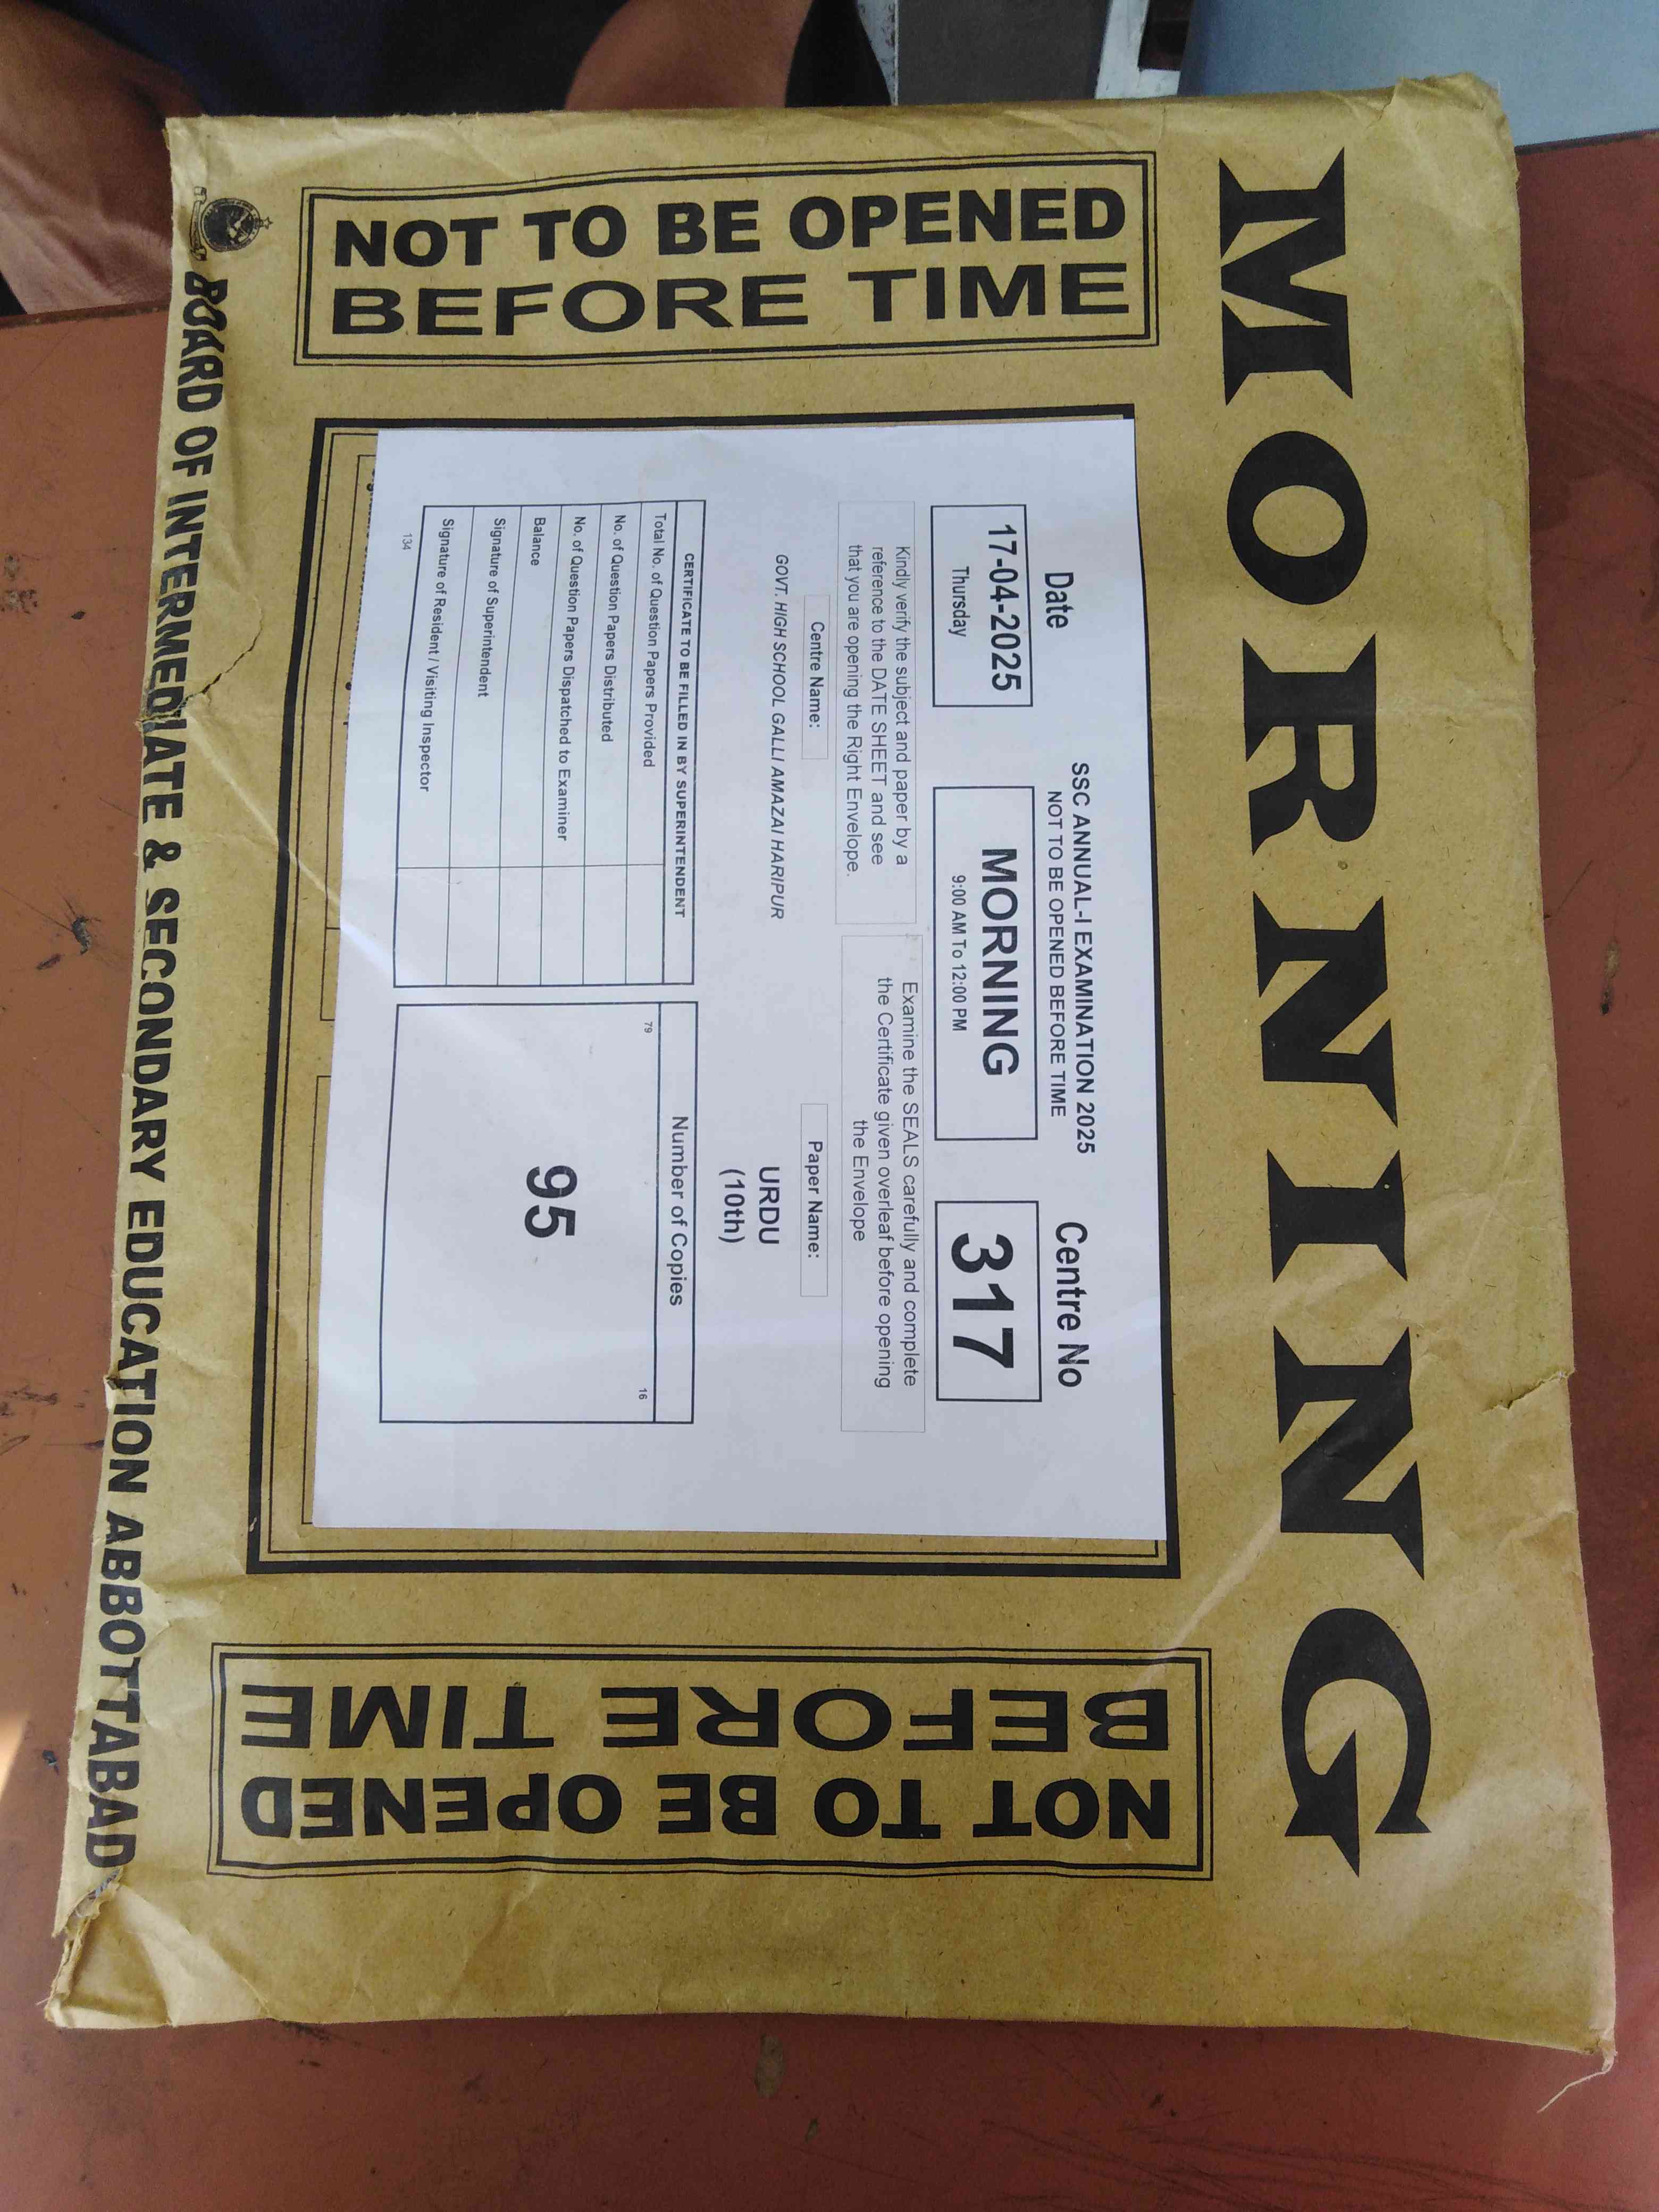 MORNING
NOT TO BE OPENED
BEFORE TIME
SSC ANNUAL-I EXAMINATION 2025
NOT TO BE OPENED BEFORE TIME
Date
17-04-2025
Thursday
MORNING
9:00 AM To 12:00 PM
Centre No
317
Kindly verify the subject and paper by a
reference to the DATE SHEET and see
that you are opening the Right Envelope.
Examine the SEALS carefully and complete
the Certificate given overleaf before opening
the Envelope
Centre Name:
GOVT. HIGH SCHOOL GALLI AMAZAI HARIPUR
Paper Name:
URDU
(10th)
CERTIFICATE TO BE FILLED IN BY SUPERINTENDENT
Total No. of Question Papers Provided
No. of Question Papers Distributed
No. of Question Papers Dispatched to Examiner
Balance
Signature of Superintendent
Signature of Resident / Visiting Inspector
134
Number of Copies
79
16
95
NOT TO BE OPENED
BEFORE TIME
BOARD OF INTERMEDIATE & SECONDARY EDUCATION ABBOTTABAD